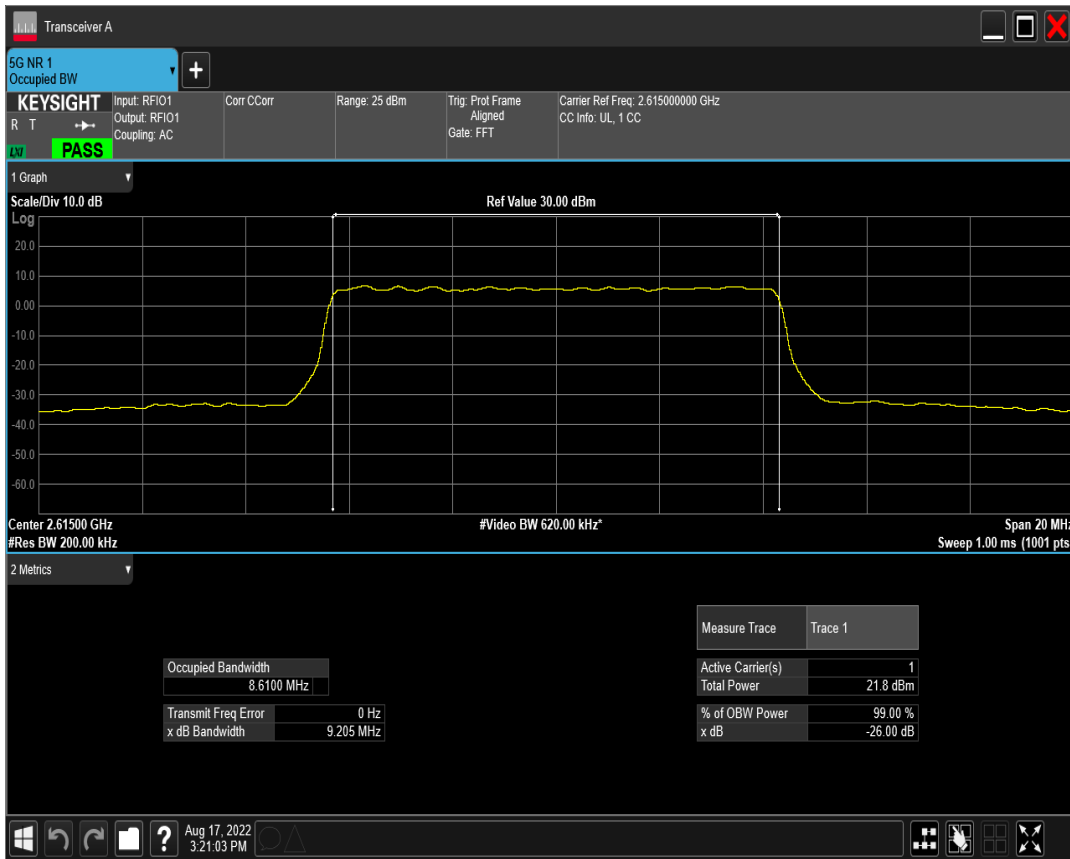 Transceiver A
5G NR 1
Occupied BW
+
KEYSIGHT
R T
LXI
PASS
Input: RFIO1
Output: RFIO1
Coupling: AC
Corr CCorr
Range: 25 dBm
Trig: Prot Frame
Aligned
Gate: FFT
Carrier Ref Freq: 2.615000000 GHz
CC Info: UL, 1 CC
1 Graph
Scale/Div 10.0 dB
Ref Value 30.00 dBm
Log
20.0
10.0
0.00
-10.0
-20.0
-30.0
-40.0
-50.0
-60.0
Center 2.61500 GHz
#Video BW 620.00 kHz*
Span 20 MHz
#Res BW 200.00 kHz
Sweep 1.00 ms (1001 pts
2 Metrics
Measure Trace Trace 1
Occupied Bandwidth
8.6100 MHz
Active Carrier(s) 1
Total Power 21.8 dBm
Transmit Freq Error 0 Hz
x dB Bandwidth 9.205 MHz
% of OBW Power 99.00 %
x dB -26.00 dB
?
Aug 17, 2022
3:21:03 PM